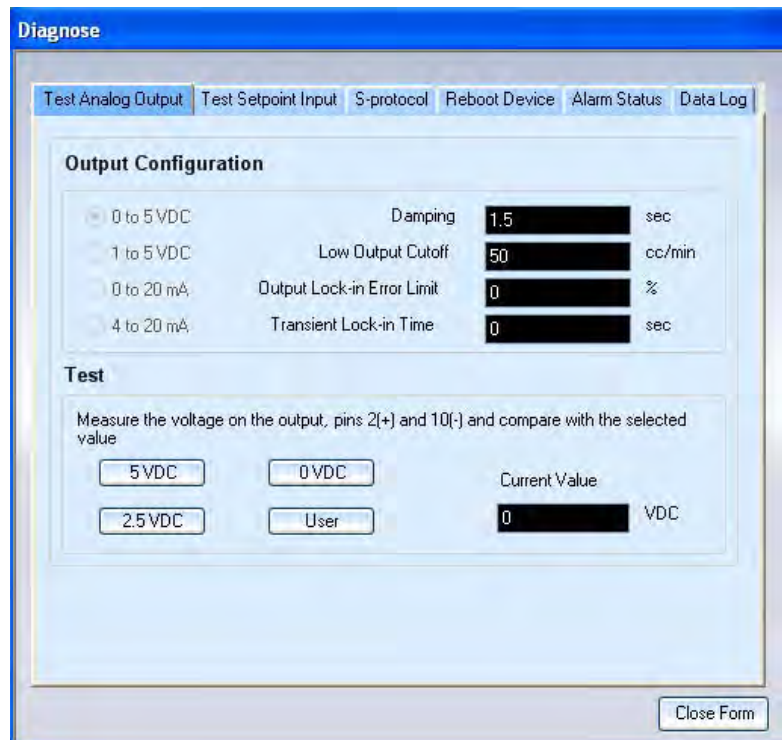 Diagnose
Test Analog Output Test Setpoint Input S-protocol Reboot Device Alarm Status Data Log
Output Configuration
0 to 5 VDC Damping 1.5 sec
1 to 5 VDC Low Output Cutoff 50 cc/min
0 to 20 mA Output Lock-in Error Limit 0 %
4 to 20 mA Transient Lock-in Time 0 sec
Test
Measure the voltage on the output, pins 2(+) and 10(-) and compare with the selected
value
5 VDC 0 VDC Current Value
2.5 VDC User 0 VDC
Close Form